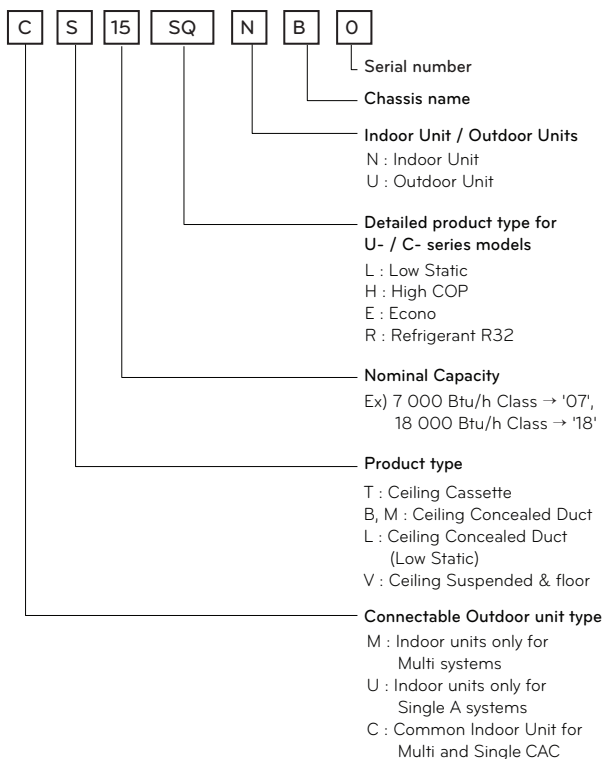 C S 15 SQ N B 0
Serial number
Chassis name
Indoor Unit / Outdoor Units
N : Indoor Unit
U : Outdoor Unit
Detailed product type for
U- / C- series models
L : Low Static
H : High COP
E : Econo
R : Refrigerant R32
Nominal Capacity
Ex) 7 000 Btu/h Class → '07',
18 000 Btu/h Class → '18'
Product type
T : Ceiling Cassette
B, M : Ceiling Concealed Duct
L : Ceiling Concealed Duct
(Low Static)
V : Ceiling Suspended & floor
Connectable Outdoor unit type
M : Indoor units only for
Multi systems
U : Indoor units only for
Single A systems
C : Common Indoor Unit for
Multi and Single CAC